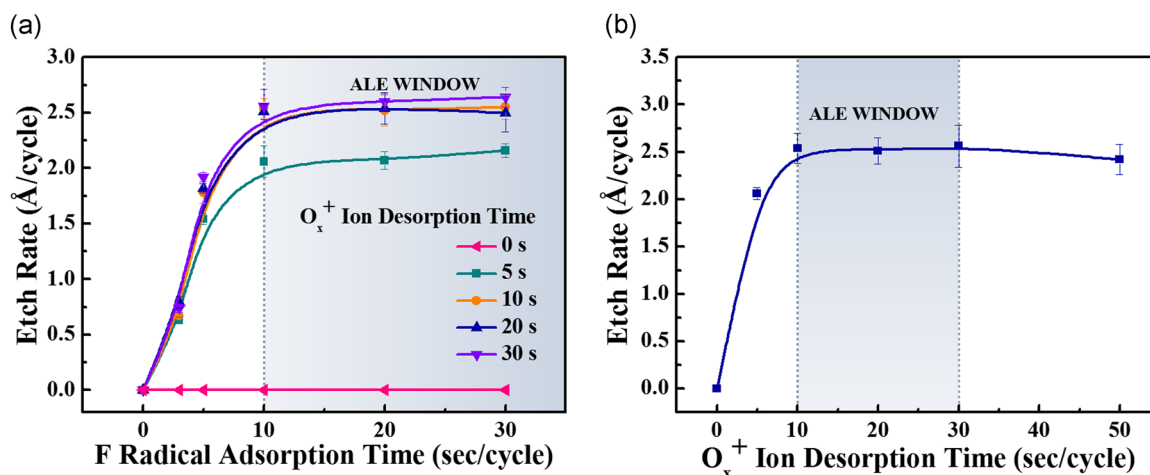 (a)
Etch Rate (Å/cycle)
3.0
2.5
2.0
1.5
1.0
0.5
0.0
ALE WINDOW
O_x^+ Ion Desorption Time
0 s
5 s
10 s
20 s
30 s
0 10 20 30
F Radical Adsorption Time (sec/cycle)
(b)
Etch Rate (Å/cycle)
3.5
3.0
2.5
2.0
1.5
1.0
0.5
0.0
ALE WINDOW
0 10 20 30 40 50
O_x^+ Ion Desorption Time (sec/cycle)